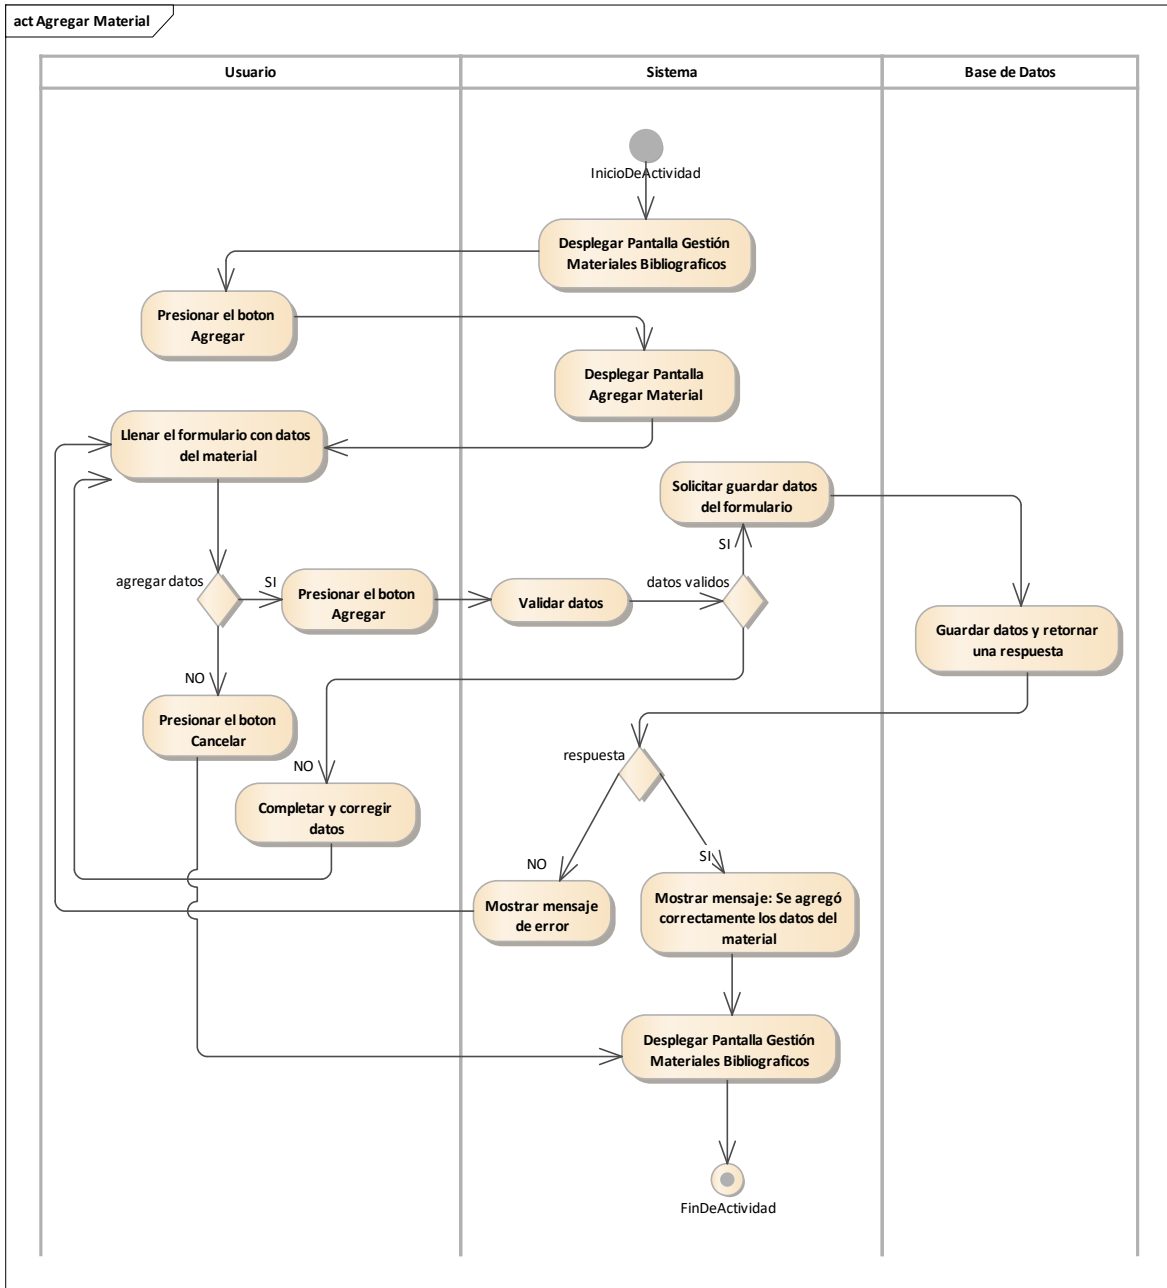 act Agregar Material
Usuario
Sistema
Base de Datos
InicioDeActividad
Desplegar Pantalla Gestión
Materiales Bibliograficos
Presionar el boton
Agregar
Desplegar Pantalla
Agregar Material
Llenar el formulario con datos
del material
Solicitar guardar datos
del formulario
SI
agregar datos
SI
Presionar el boton
Agregar
Validar datos
datos validos
Guardar datos y retornar
una respuesta
NO
Presionar el boton
Cancelar
respuesta
NO
Completar y corregir
datos
NO
SI
Mostrar mensaje
de error
Mostrar mensaje: Se agregó
correctamente los datos del
material
Desplegar Pantalla Gestión
Materiales Bibliograficos
FinDeActividad